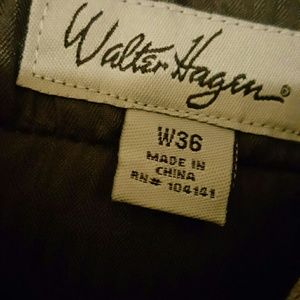 Walter Hagen®
W36
MADE IN
CHINA
RN# 104141